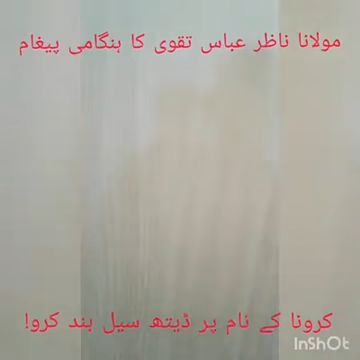 مولانا ناظر عباس تقوی کا ہنگامی پیغام
کرونا کے نام پر ڈیتھ سیل بند کرو!
InShOt